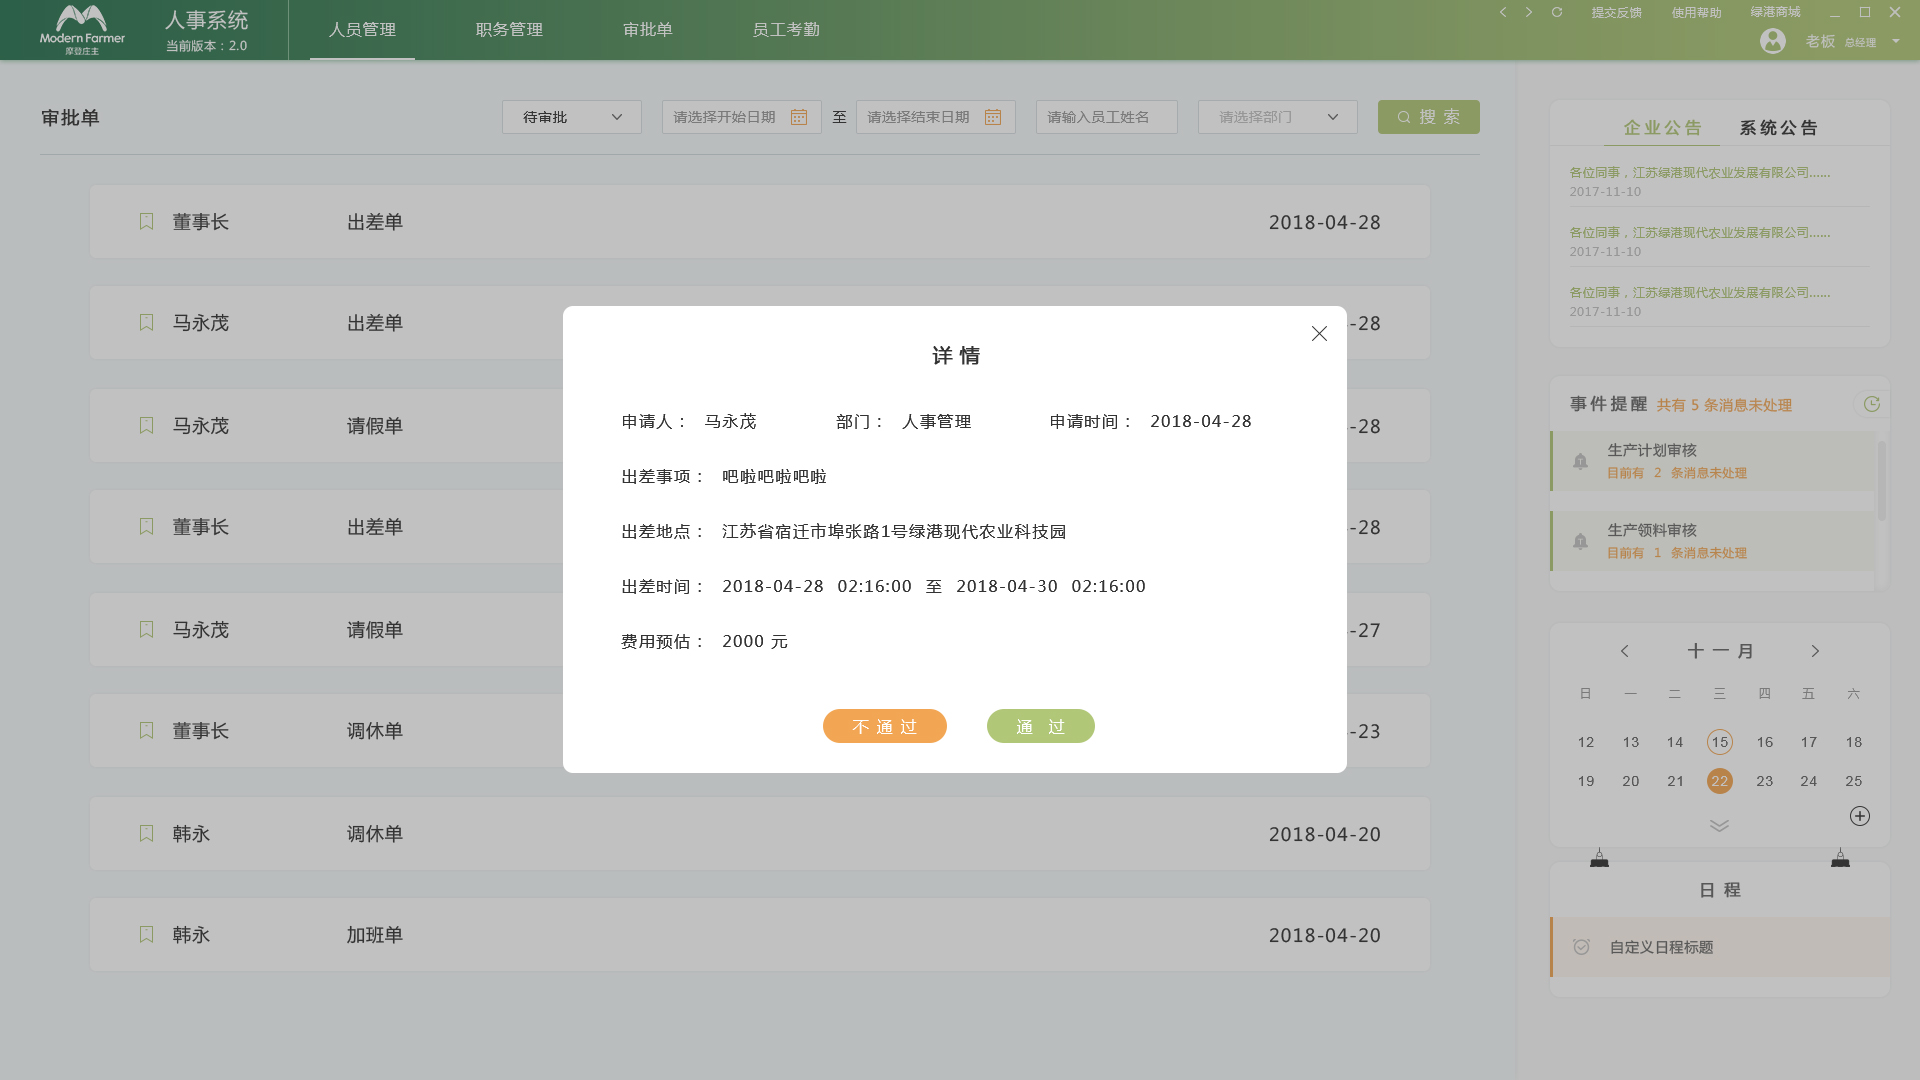 Modern Farmer
摩登庄主
人事系统
当前版本：2.0
人员管理
职务管理
审批单
员工考勤
提交反馈
使用帮助
绿港商城
老板 总经理
审批单
待审批
请选择开始日期
至
请选择结束日期
请输入员工姓名
请选择部门
搜索
董事长 出差单 2018-04-28
马永茂 出差单 -28
马永茂 请假单 -28
董事长 出差单 -28
马永茂 请假单 -27
董事长 调休单 -23
韩永 调休单 2018-04-20
韩永 加班单 2018-04-20
详情
申请人： 马永茂 部门： 人事管理 申请时间： 2018-04-28
出差事项： 吧啦吧啦吧啦
出差地点： 江苏省宿迁市埠张路1号绿港现代农业科技园
出差时间： 2018-04-28 02:16:00 至 2018-04-30 02:16:00
费用预估： 2000 元
不通过
通过
企业公告 系统公告
各位同事，江苏绿港现代农业发展有限公司......
2017-11-10
各位同事，江苏绿港现代农业发展有限公司......
2017-11-10
各位同事，江苏绿港现代农业发展有限公司......
2017-11-10
事件提醒 共有 5 条消息未处理
生产计划审核
目前有 2 条消息未处理
生产领料审核
目前有 1 条消息未处理
十一月
日 一 二 三 四 五 六
12 13 14 15 16 17 18
19 20 21 22 23 24 25
日程
自定义日程标题